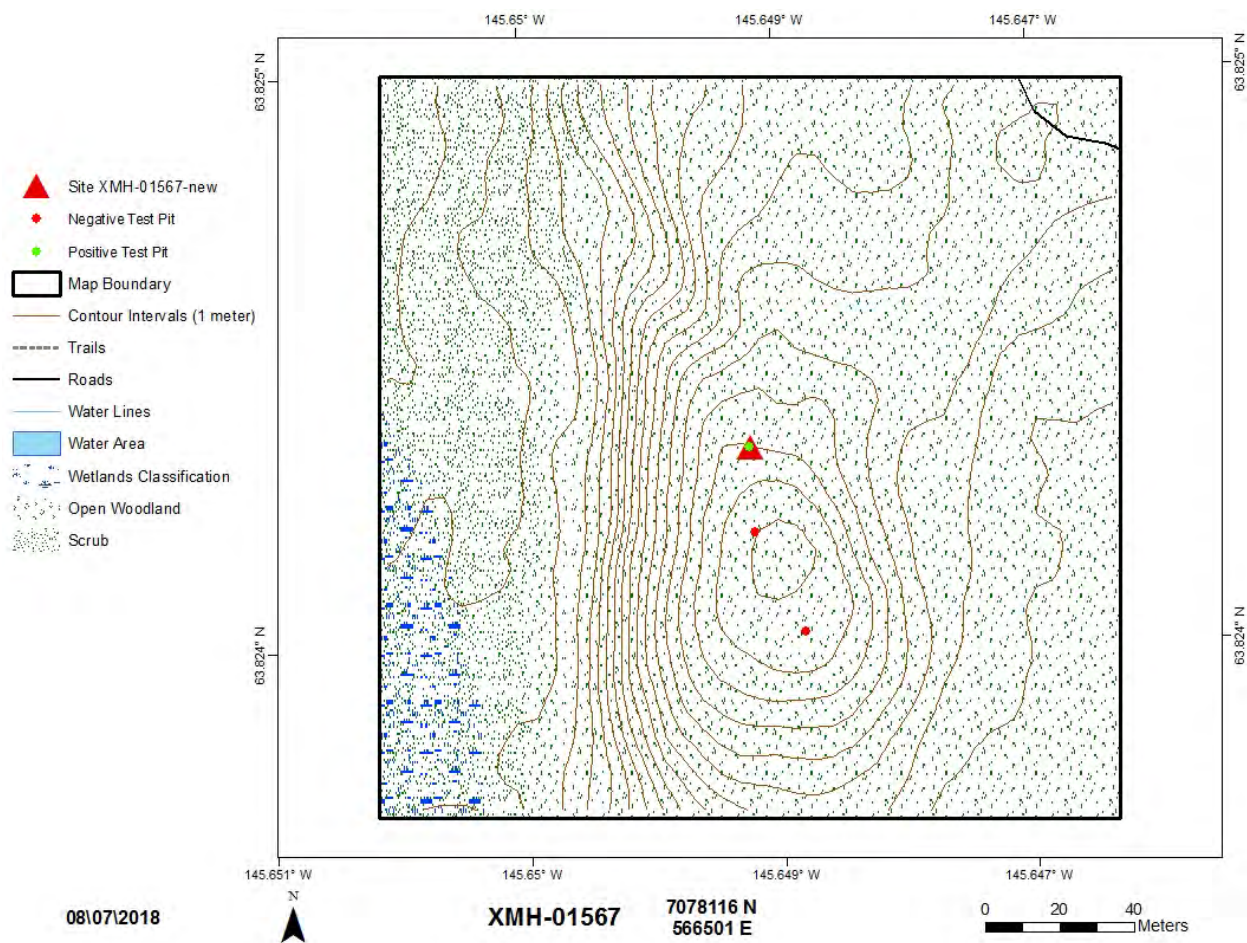 145.65° W 145.649° W 145.647° W
63.825° N 63.825° N
Site XMH-01567-new
Negative Test Pit
Positive Test Pit
Map Boundary
Contour Intervals (1 meter)
Trails
Roads
Water Lines
Water Area
Wetlands Classification
Open Woodland
Scrub
63.824° N 63.824° N
145.651° W 145.65° W 145.649° W 145.647° W
08\07\2018
N
XMH-01567
7078116 N
566501 E
0 20 40
Meters